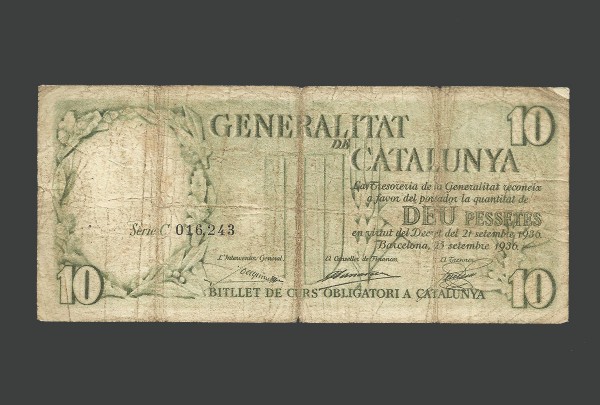 GENERALITAT
DE
CATALUNYA
10
La Tresoreria de la Generalitat reconeix
a favor del portador la quantitat de
DEU PESSETES
en virtut del Decret del 21 setembre 1936
Barcelona, 25 setembre 1936
Sèrie C 016,243
L'Interventor General, El Conseller de Finances, El Tresorer,
10
BITLLET DE CURS OBLIGATORI A CATALUNYA
10